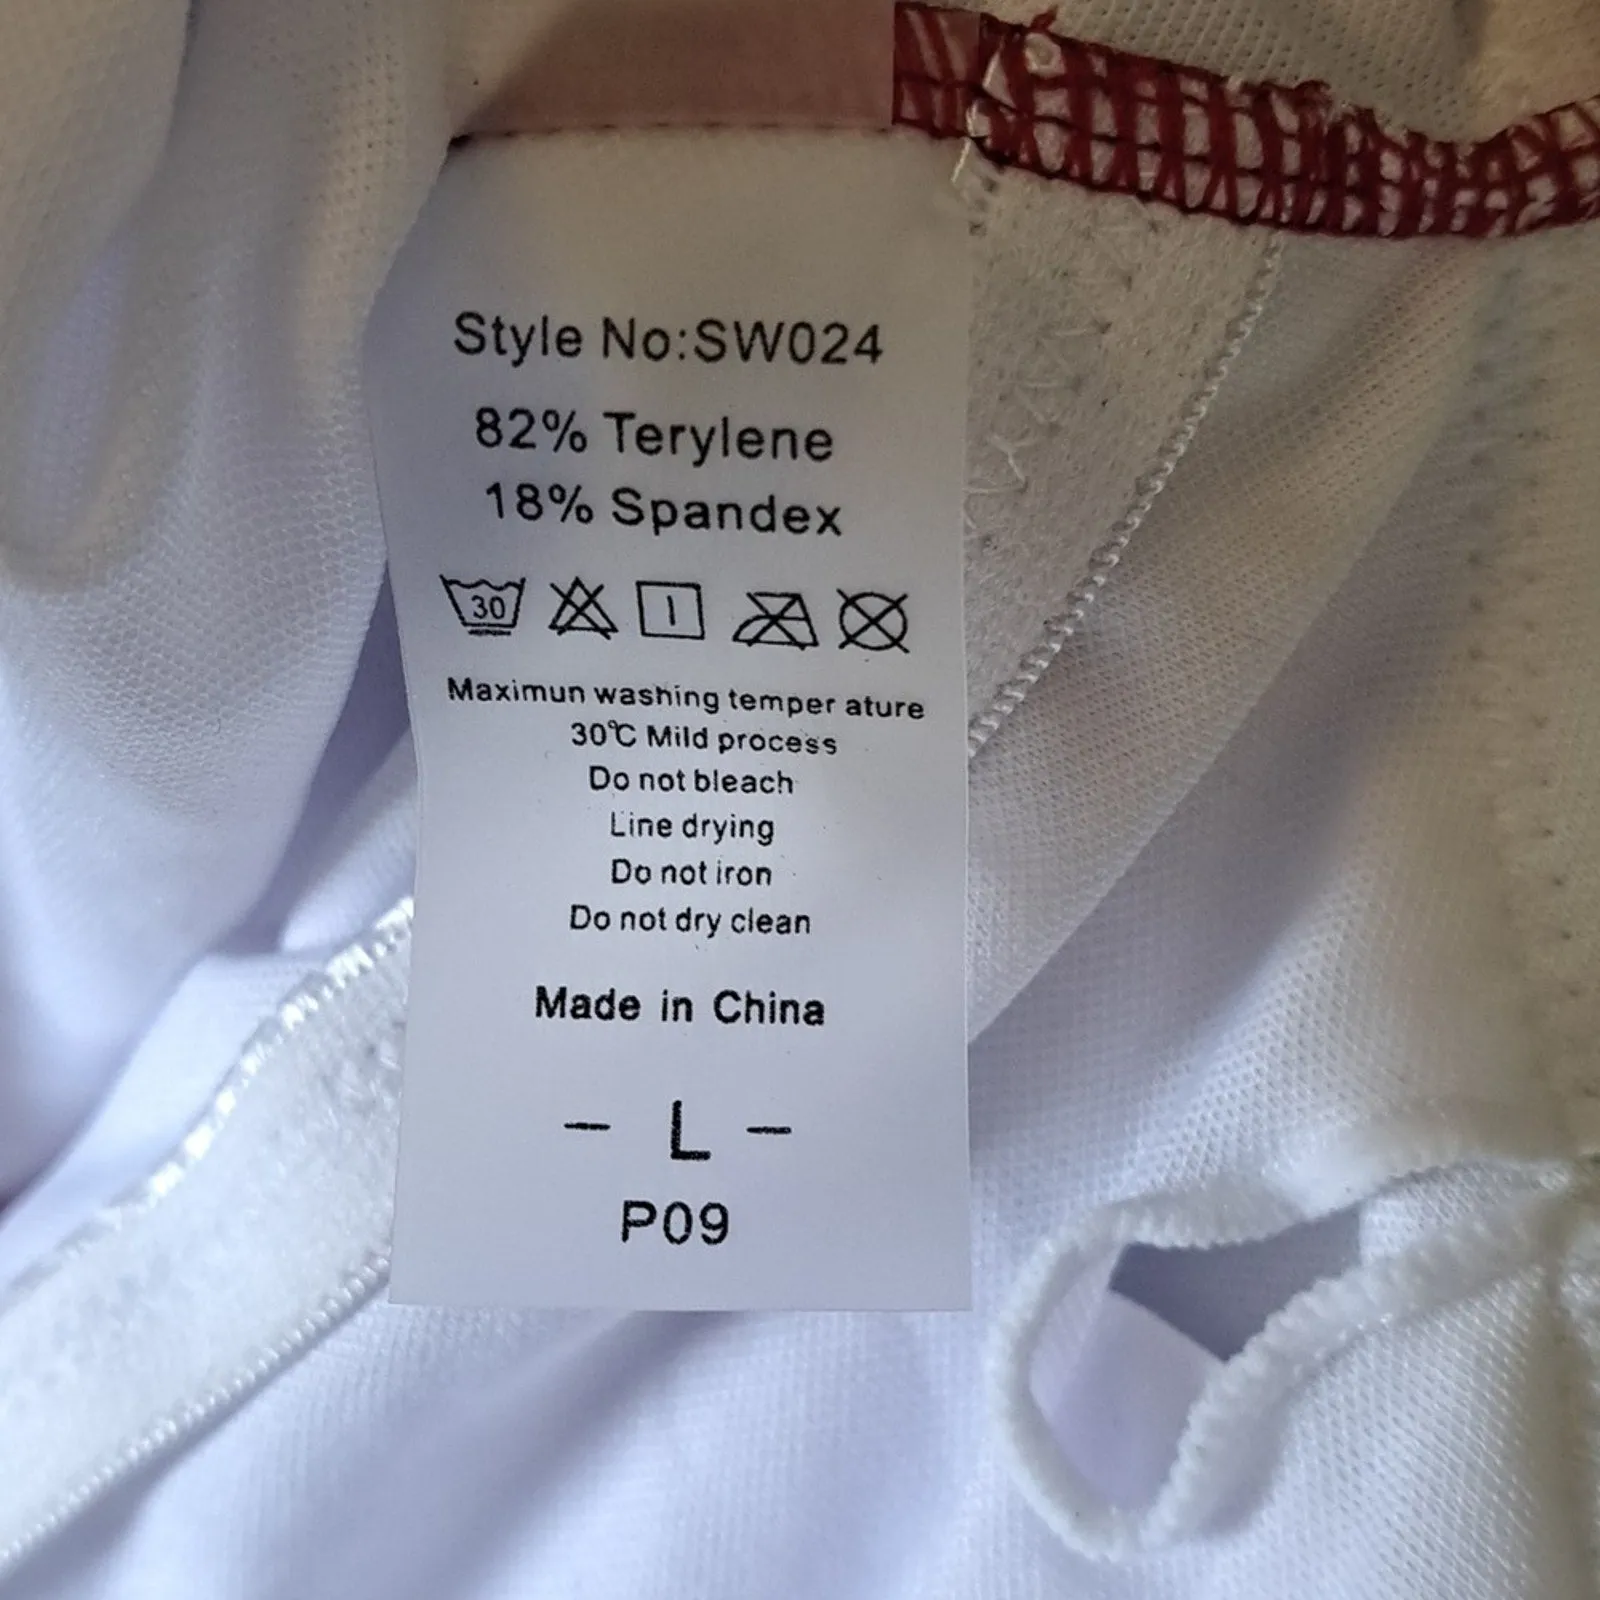 Style No:SW024
82% Terylene
18% Spandex
30
Maximun washing temper ature
30℃ Mild process
Do not bleach
Line drying
Do not iron
Do not dry clean
Made in China
- L -
P09